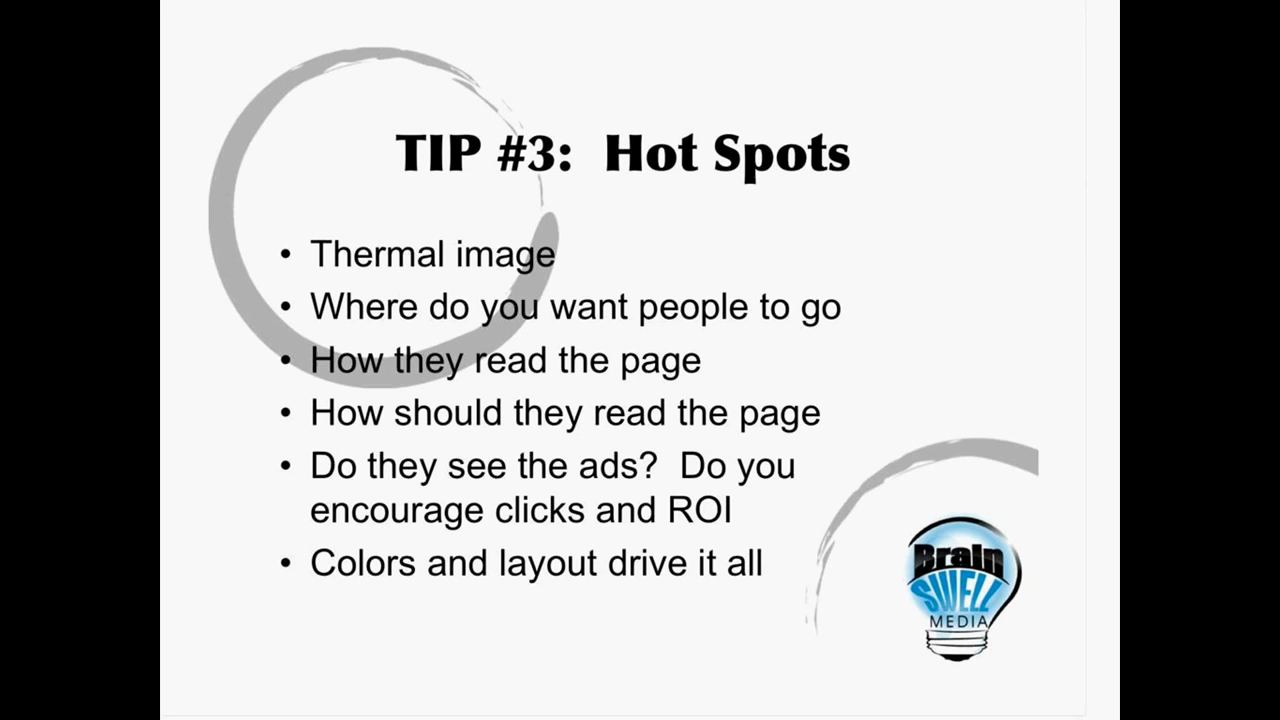 TIP #3:  Hot Spots
• Thermal image
• Where do you want people to go
• How they read the page
• How should they read the page
• Do they see the ads?  Do you
encourage clicks and ROI
• Colors and layout drive it all
Brain
SWELL
MEDIA